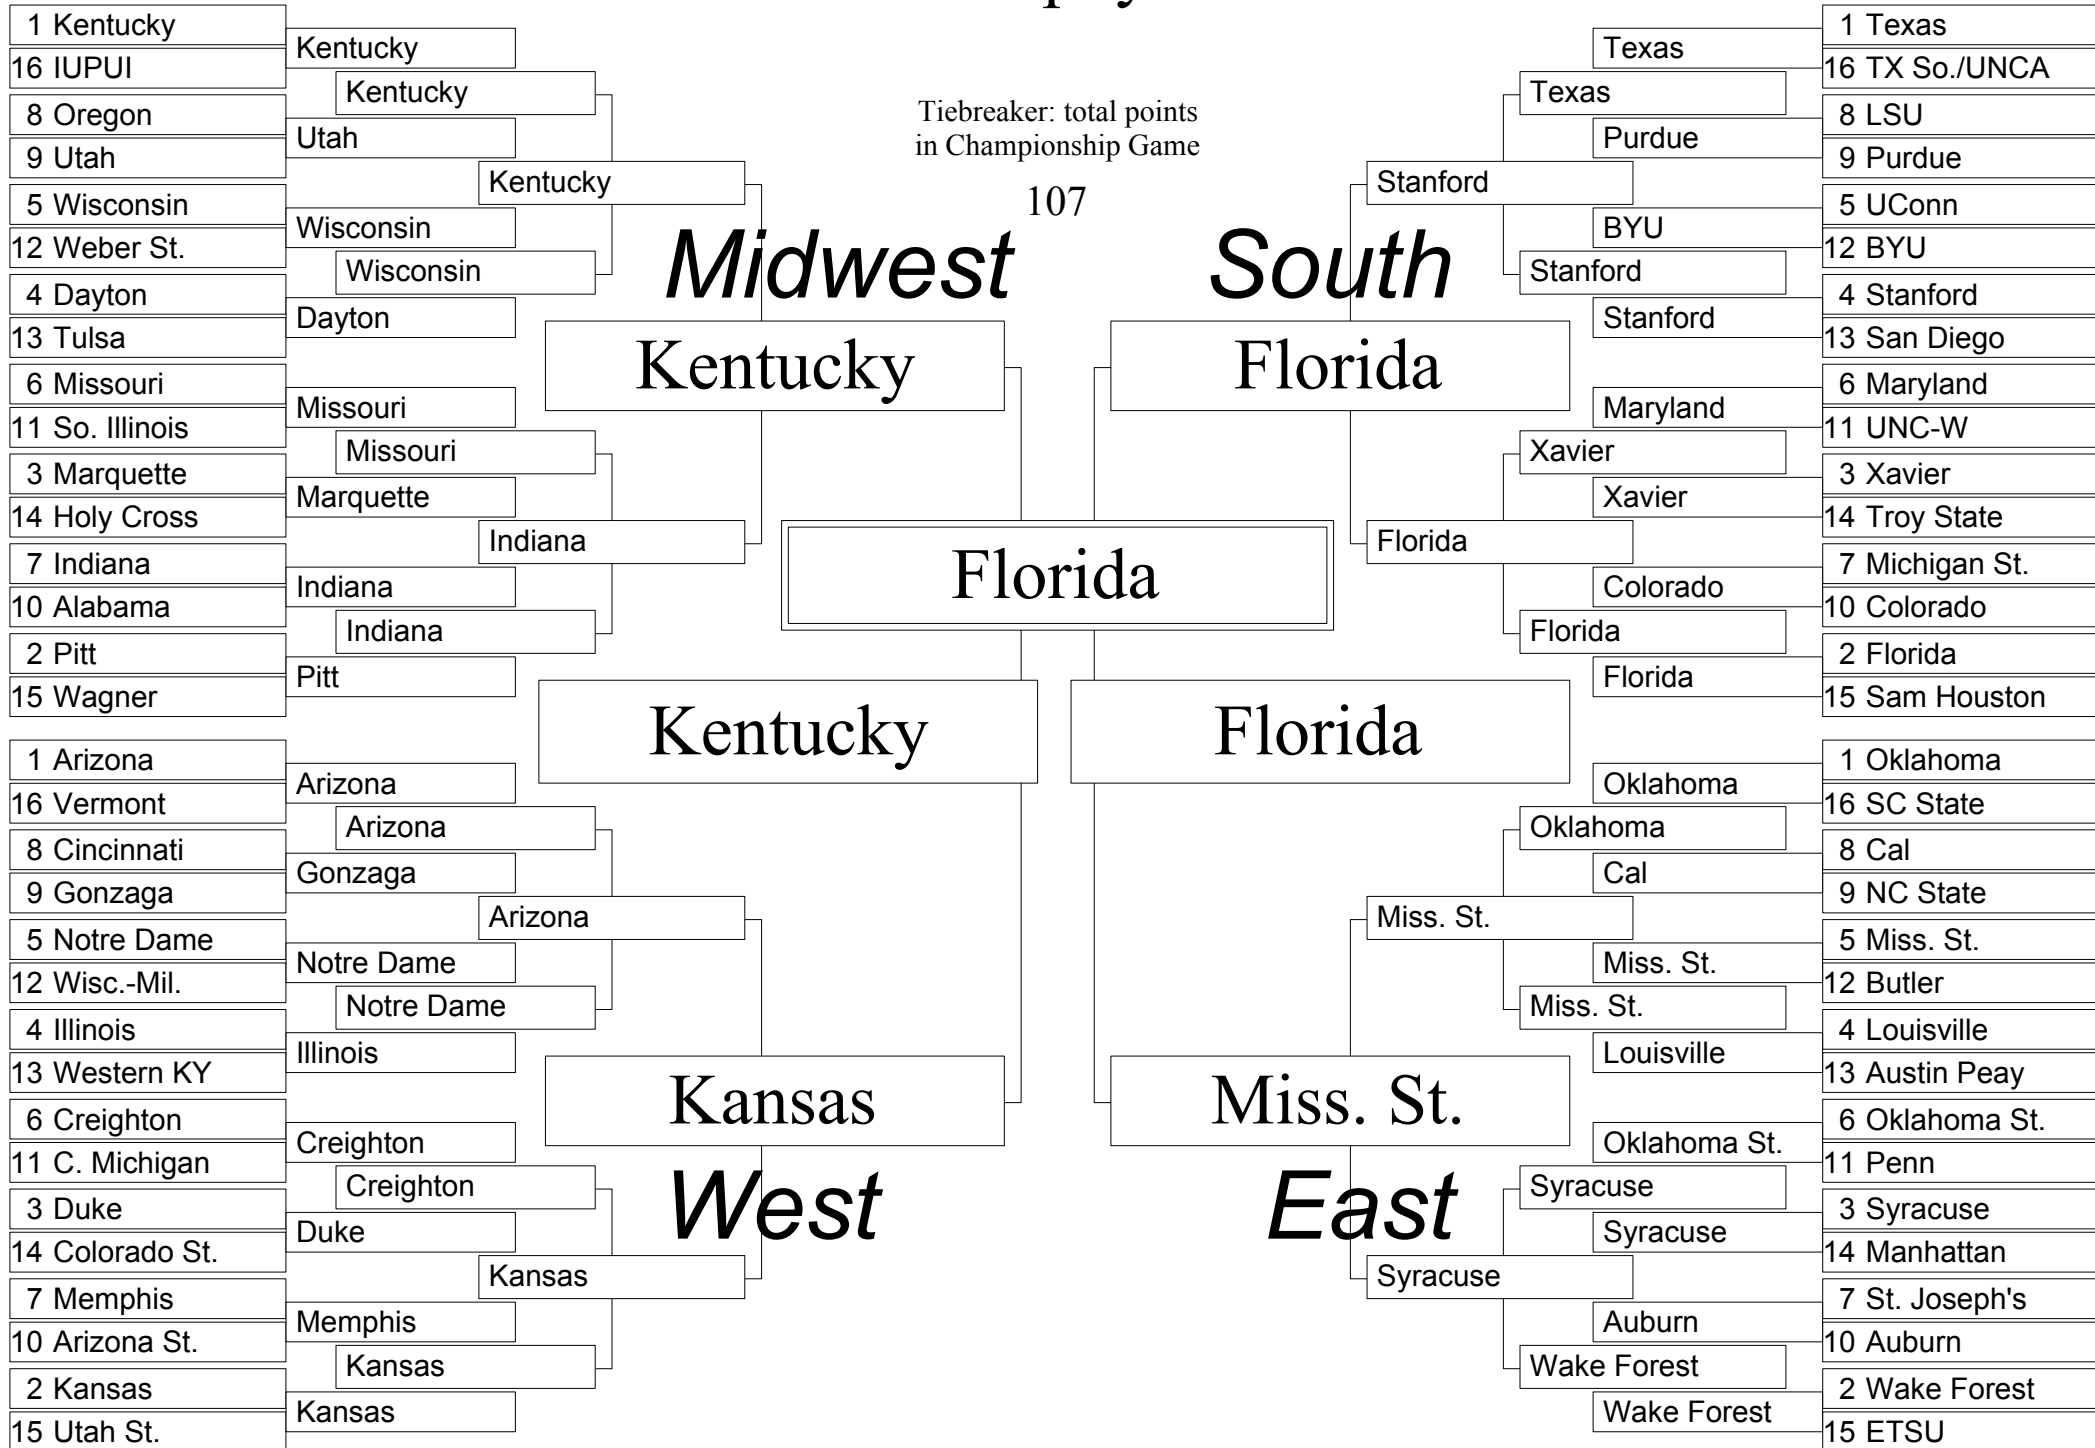 1 Kentucky
16 IUPUI
8 Oregon
9 Utah
5 Wisconsin
12 Weber St.
4 Dayton
13 Tulsa
6 Missouri
11 So. Illinois
3 Marquette
14 Holy Cross
7 Indiana
10 Alabama
2 Pitt
15 Wagner
Kentucky
Utah
Wisconsin
Dayton
Missouri
Marquette
Indiana
Pitt
Kentucky
Wisconsin
Missouri
Indiana
Kentucky
Indiana
Midwest
Kentucky
1 Arizona
16 Vermont
8 Cincinnati
9 Gonzaga
5 Notre Dame
12 Wisc.-Mil.
4 Illinois
13 Western KY
6 Creighton
11 C. Michigan
3 Duke
14 Colorado St.
7 Memphis
10 Arizona St.
2 Kansas
15 Utah St.
Arizona
Gonzaga
Notre Dame
Illinois
Creighton
Duke
Memphis
Kansas
Arizona
Notre Dame
Creighton
Kansas
Arizona
Kansas
West
Kansas
Tiebreaker: total points
in Championship Game
107
Florida
Kentucky
Florida
South
Florida
Stanford
Florida
Texas
Stanford
Xavier
Florida
Texas
Purdue
BYU
Stanford
Maryland
Xavier
Colorado
Florida
1 Texas
16 TX So./UNCA
8 LSU
9 Purdue
5 UConn
12 BYU
4 Stanford
13 San Diego
6 Maryland
11 UNC-W
3 Xavier
14 Troy State
7 Michigan St.
10 Colorado
2 Florida
15 Sam Houston
East
Miss. St.
Miss. St.
Syracuse
Oklahoma
Miss. St.
Syracuse
Wake Forest
Oklahoma
Cal
Miss. St.
Louisville
Oklahoma St.
Syracuse
Auburn
Wake Forest
1 Oklahoma
16 SC State
8 Cal
9 NC State
5 Miss. St.
12 Butler
4 Louisville
13 Austin Peay
6 Oklahoma St.
11 Penn
3 Syracuse
14 Manhattan
7 St. Joseph's
10 Auburn
2 Wake Forest
15 ETSU